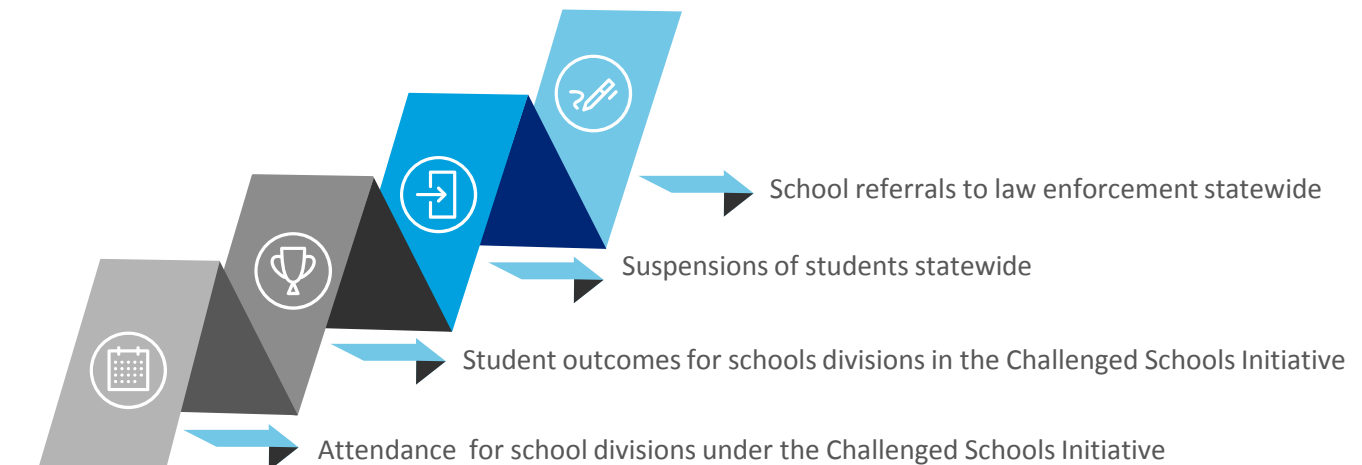 School referrals to law enforcement statewide
Suspensions of students statewide
Student outcomes for schools divisions in the Challenged Schools Initiative
Attendance  for school divisions under the Challenged Schools Initiative